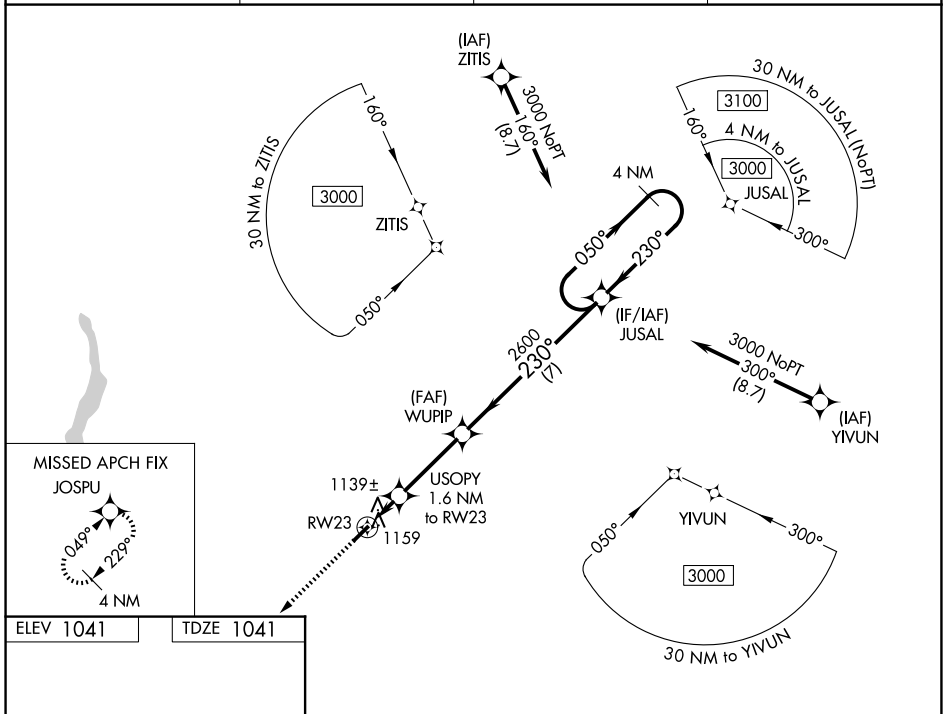 (IAF)
ZITIS
3000 NoPT
160°
(8.7)
30 NM to ZITIS
160°
3000
ZITIS
050°
30 NM to JUSAL (NoPT)
3100
160°
4 NM to JUSAL
3000
JUSAL
300°
4 NM
050°
230°
(IF/IAF)
JUSAL
2600
230°
(7)
3000 NoPT
300°
(8.7)
(IAF)
YIVUN
(FAF)
WUPIP
USOPY
1.6 NM
to RW23
1139±
RW23
1159
YIVUN
050°
300°
3000
30 NM to YIVUN
MISSED APCH FIX
JOSPU
049°
229°
4 NM
ELEV 1041
TDZE 1041